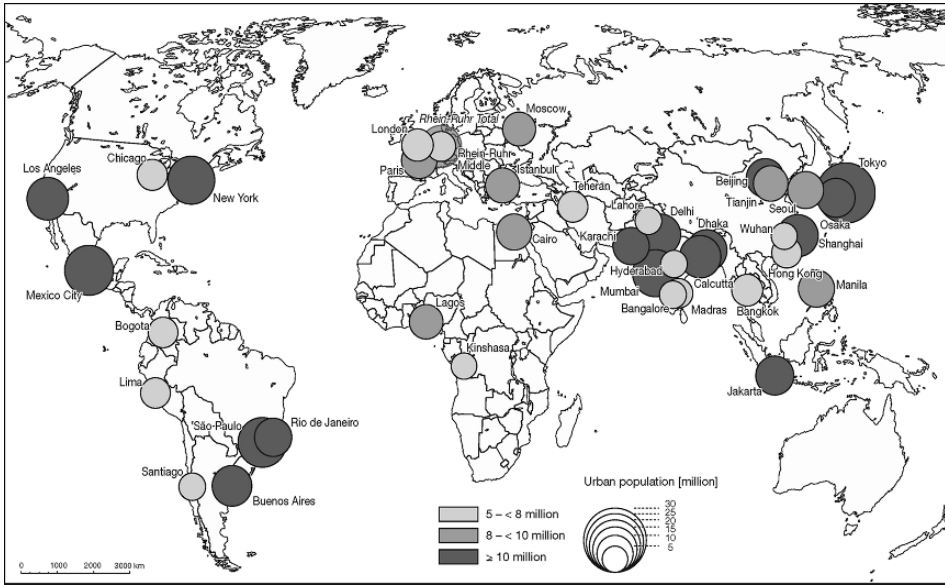 Moscow
Rhein-Ruhr Total
London
Rhein-Ruhr
Middle
Paris
Istanbul
Chicago
Los Angeles
New York
Teheran
Beijing
Tokyo
Tianjin
Seoul
Lahore
Delhi
Dhaka
Osaka
Wuhan
Karachi
Shanghai
Cairo
Hyderabad
Calcutta
Hong Kong
Mexico City
Mumbai
Manila
Lagos
Bangalore
Madras
Bangkok
Bogota
Kinshasa
Lima
Jakarta
São-Paulo
Rio de Janeiro
Santiago
Buenos Aires
Urban population [million]
5 – < 8 million
8 – < 10 million
≥ 10 million
30
25
20
15
10
5
0 1000 2000 3000 km